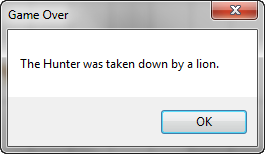 Game Over
The Hunter was taken down by a lion.
OK